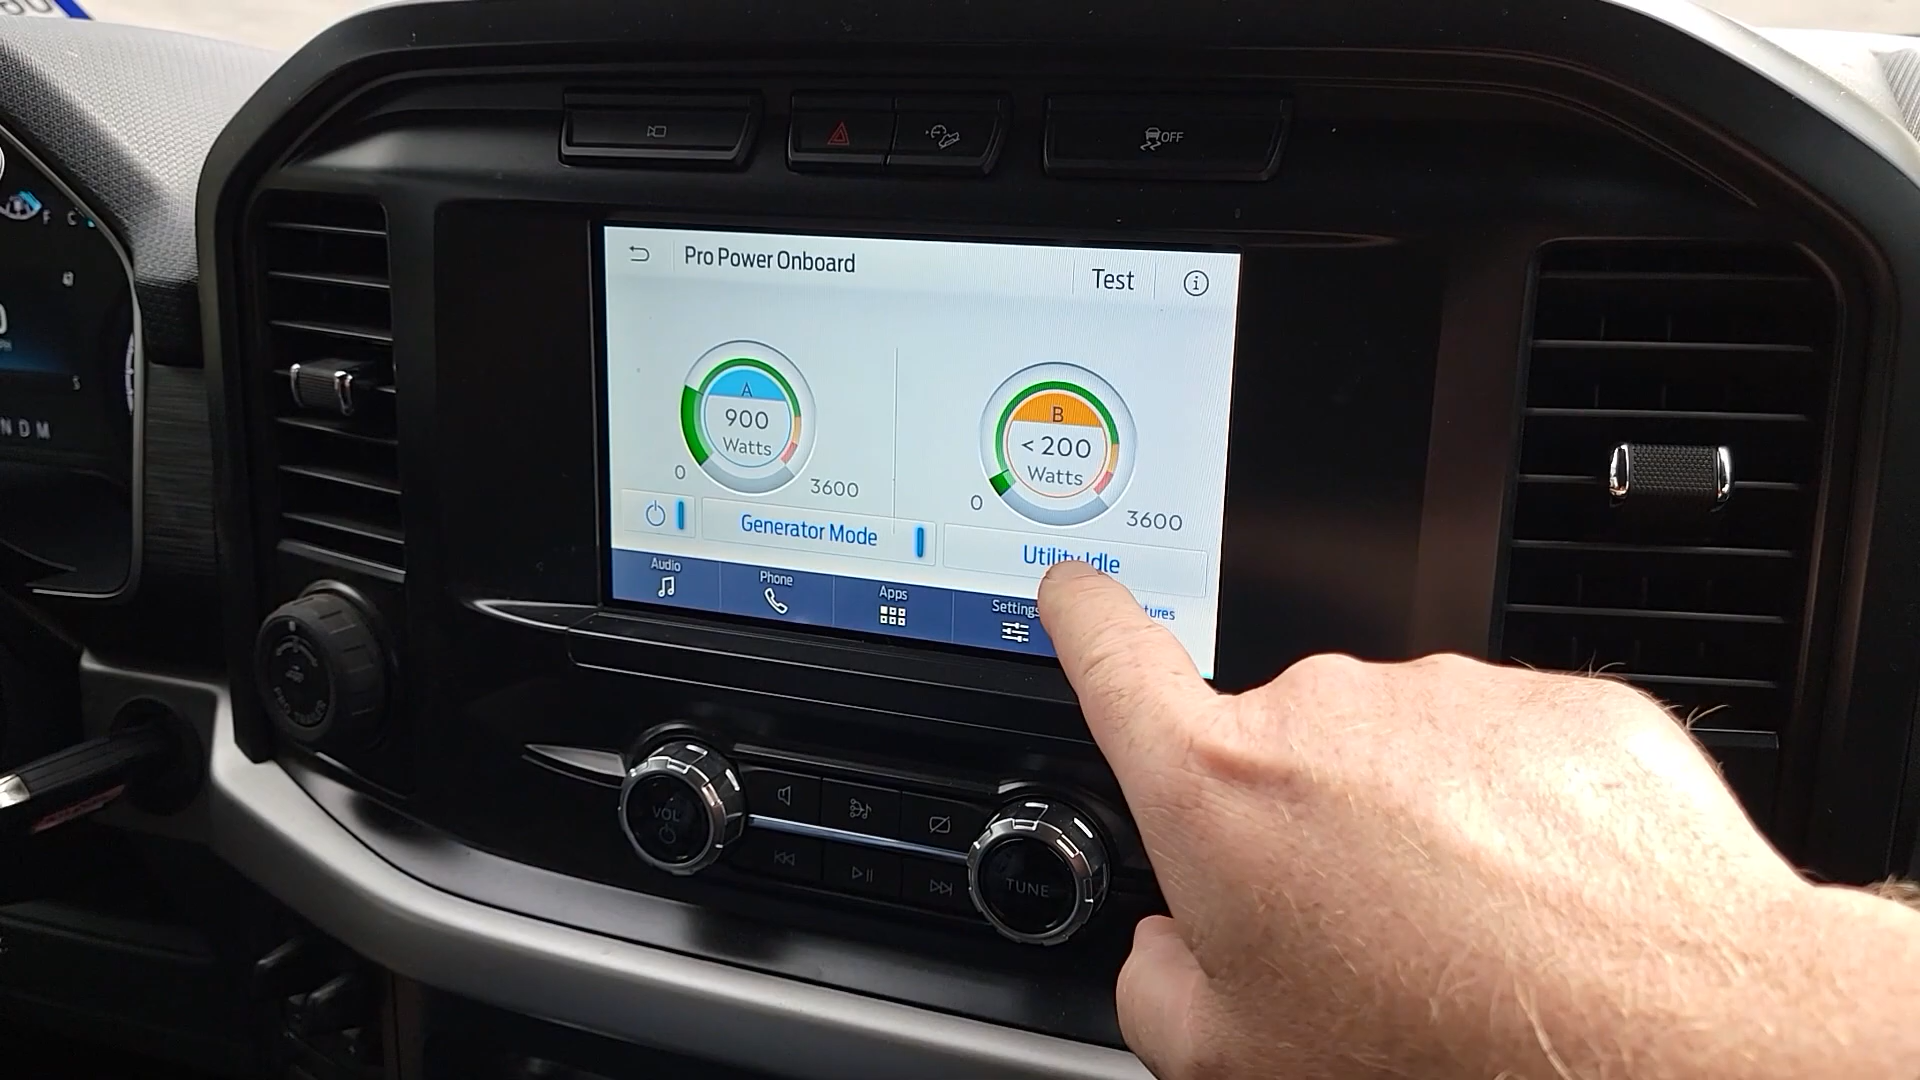 OFF
Pro Power Onboard
Test
A
900
Watts
0
3600
B
< 200
Watts
0
3600
Generator Mode
Utility Idle
Audio
Phone
Apps
Settings
tures
F C
N D M
VOL
TUNE